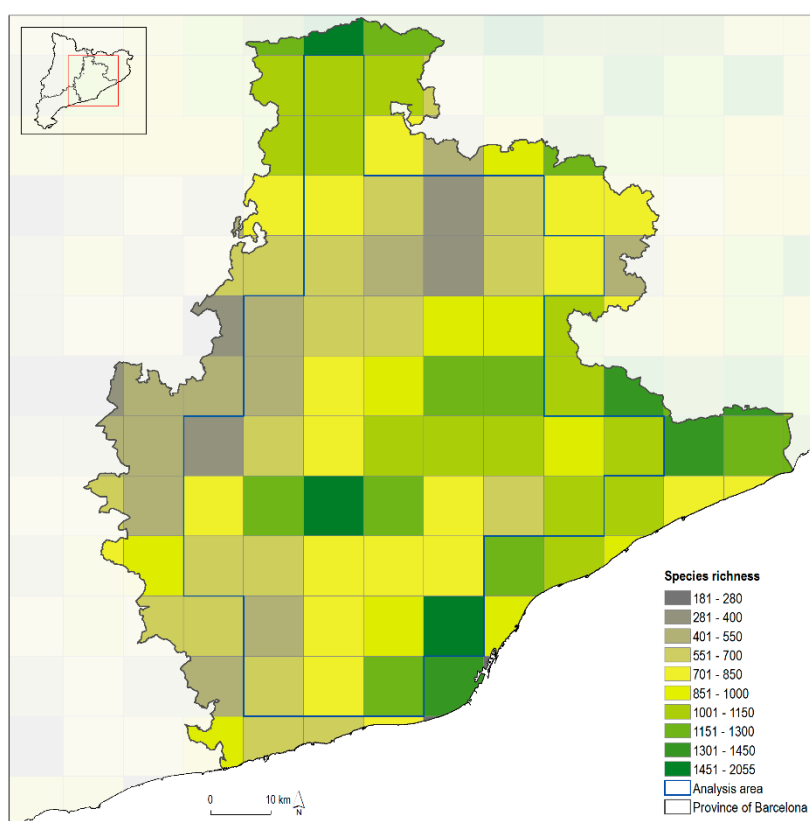 Species richness
181 - 280
281 - 400
401 - 550
551 - 700
701 - 850
851 - 1000
1001 - 1150
1151 - 1300
1301 - 1450
1451 - 2055
Analysis area
Province of Barcelona
0 10 km
N